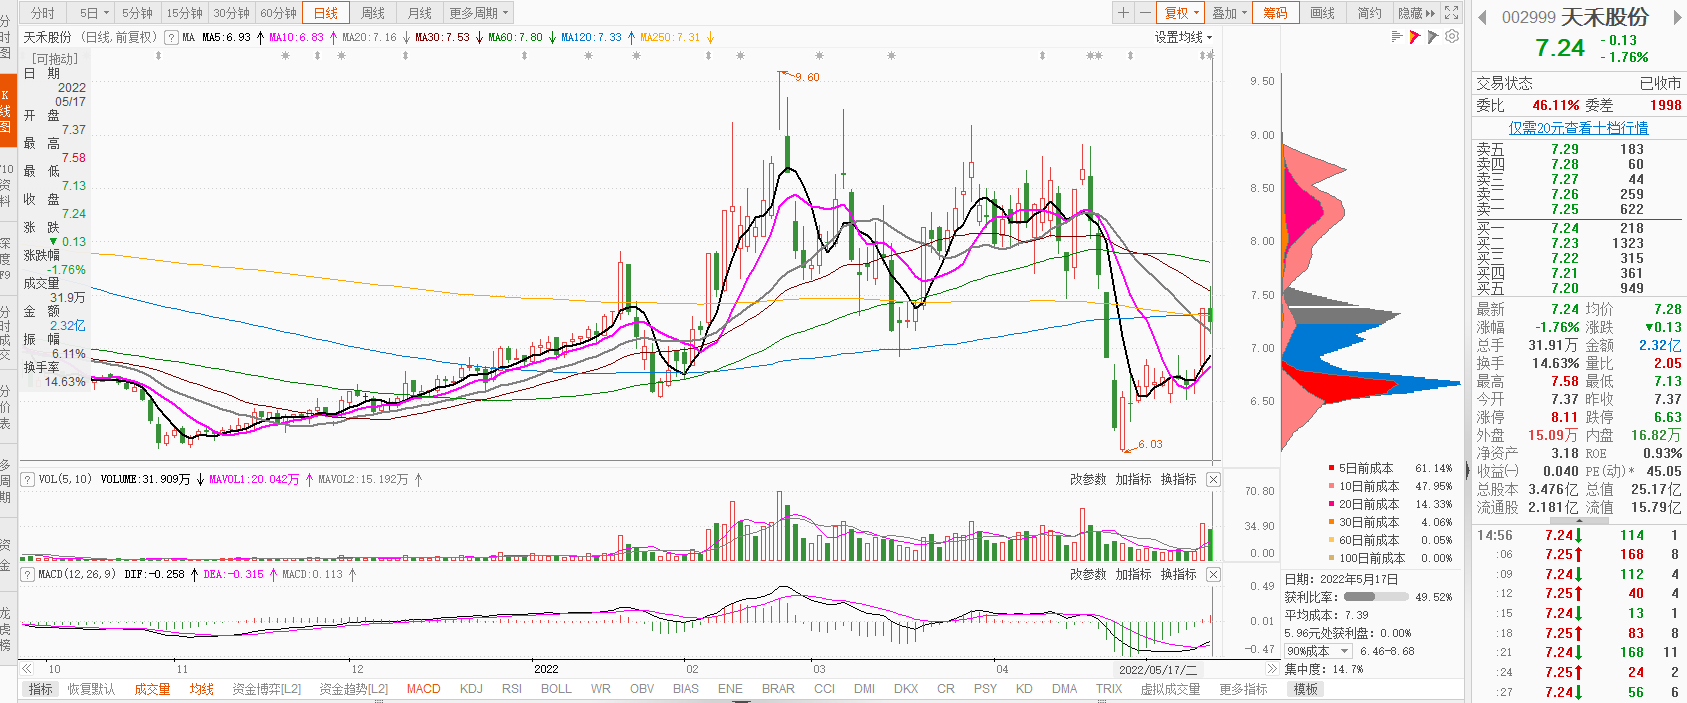 分时 5日 5分钟 15分钟 30分钟 60分钟 日线 周线 月线 更多周期
复权 叠加 筹码 画线 简约 隐藏
天禾股份 (日线,前复权) ? MA MA5:6.93 ↑ MA10:6.83 ↑ MA20:7.16 ↓ MA30:7.53 ↓ MA60:7.80 ↓ MA120:7.33 ↑ MA250:7.31 ↓
设置均线
分时图
K线图
F10资料
深度F9
分时成交
分价表
多周期
资金
龙虎榜
[可拖动]
日 期
2022
05/17
开 盘
7.37
最 高
7.58
最 低
7.13
收 盘
7.24
涨 跌
▼0.13
涨跌幅
-1.76%
成交量
31.9万
金 额
2.32亿
振 幅
6.11%
换手率
14.63%
9.60
6.03
9.50
9.00
8.50
8.00
7.50
7.00
6.50
? VOL(5,10) VOLUME:31.909万 ↓ MAVOL1:20.042万 ↑ MAVOL2:15.192万 ↑
改参数 加指标 换指标
70.80
34.90
0.00
? MACD(12,26,9) DIF:-0.258 ↑ DEA:-0.315 ↑ MACD:0.113 ↑
改参数 加指标 换指标
0.49
0.01
-0.47
10 11 12 2022 02 03 04 2022/05/17/二
指标 恢复默认 成交量 均线 资金博弈[L2] 资金趋势[L2] MACD KDJ RSI BOLL WR OBV BIAS ENE BRAR CCI DMI DKX CR PSY KD DMA TRIX 虚拟成交量 更多指标 模板
5日前成本 61.14%
10日前成本 47.95%
20日前成本 14.33%
30日前成本 4.06%
60日前成本 0.05%
100日前成本 0.00%
日期: 2022年5月17日
获利比率: 49.52%
平均成本: 7.39
5.96元处获利盘: 0.00%
90%成本 6.46-8.68
集中度: 14.7%
002999 天禾股份
7.24
-0.13
-1.76%
交易状态 已收市
委比 46.11% 委差 1998
仅需20元查看十档行情
卖五 7.29 183
卖四 7.28 60
卖三 7.27 44
卖二 7.26 259
卖一 7.25 622
买一 7.24 218
买二 7.23 1323
买三 7.22 315
买四 7.21 361
买五 7.20 949
最新 7.24 均价 7.28
涨幅 -1.76% 涨跌 ▼0.13
总手 31.91万 金额 2.32亿
换手 14.63% 量比 2.05
最高 7.58 最低 7.13
今开 7.37 昨收 7.37
涨停 8.11 跌停 6.63
外盘 15.09万 内盘 16.82万
净资产 3.18 ROE 0.93%
收益(一) 0.040 PE(动)* 45.05
总股本 3.476亿 总值 25.17亿
流通股 2.181亿 流值 15.79亿
14:56 7.24↓ 114 1
:06 7.25↑ 168 8
:09 7.24↓ 112 4
:12 7.25↑ 40 4
:15 7.24↓ 13 1
:18 7.25↑ 83 8
:21 7.24↓ 168 11
:24 7.25↑ 24 2
:27 7.24↓ 56 6